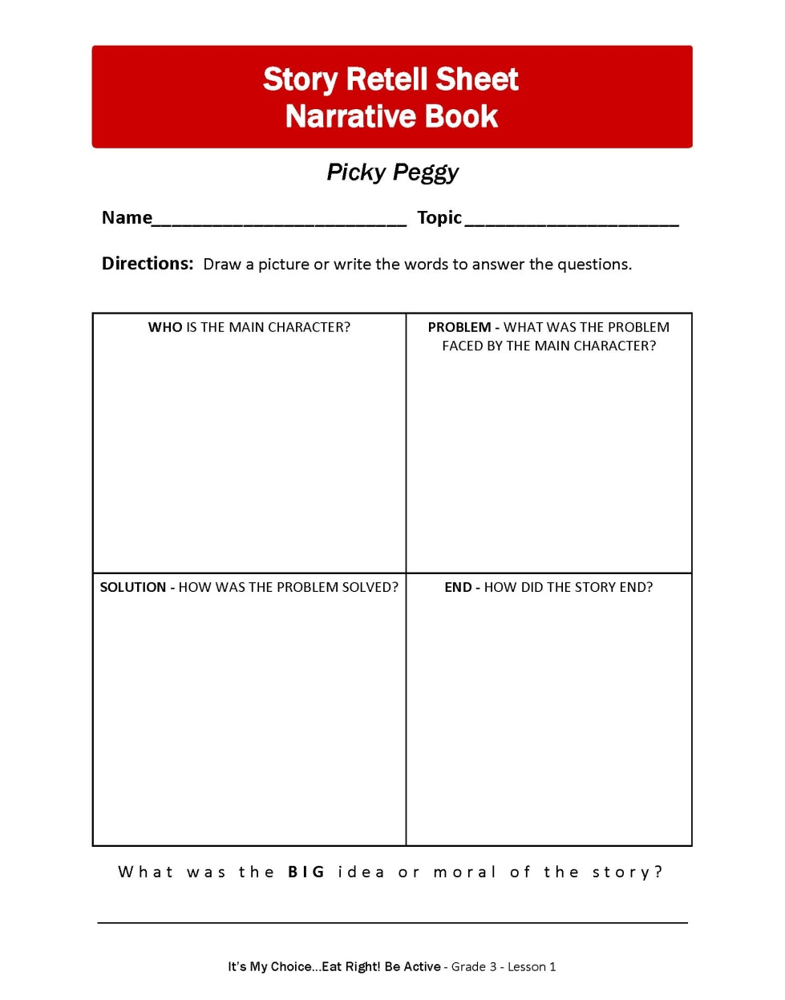 Story Retell Sheet
Narrative Book
Picky Peggy
Name__________________________ Topic______________________
Directions: Draw a picture or write the words to answer the questions.
WHO IS THE MAIN CHARACTER?
PROBLEM - WHAT WAS THE PROBLEM
FACED BY THE MAIN CHARACTER?
SOLUTION - HOW WAS THE PROBLEM SOLVED?
END - HOW DID THE STORY END?
What was the BIG idea or moral of the story?
It's My Choice...Eat Right! Be Active - Grade 3 - Lesson 1